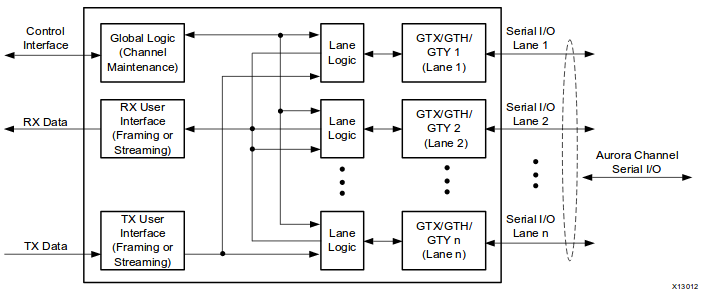 Control
Interface
Global Logic
(Channel
Maintenance)
Lane
Logic
GTX/GTH/
GTY 1
(Lane 1)
Serial I/O
Lane 1
RX Data
RX User
Interface
(Framing or
Streaming)
Lane
Logic
GTX/GTH/
GTY 2
(Lane 2)
Serial I/O
Lane 2
Aurora Channel
Serial I/O
TX Data
TX User
Interface
(Framing or
Streaming)
Lane
Logic
GTX/GTH/
GTY n
(Lane n)
Serial I/O
Lane n
X13012